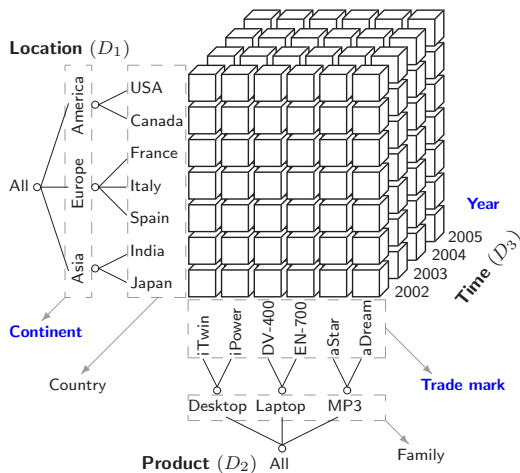 Location (D1)
America
USA
Canada
All
Europe
France
Italy
Spain
Asia
India
Japan
Year
2005
2004
2003
2002
Time (D3)
Continent
Country
iTwin
iPower
DV-400
EN-700
aStar
aDream
Trade mark
Desktop
Laptop
MP3
Family
Product (D2)
All